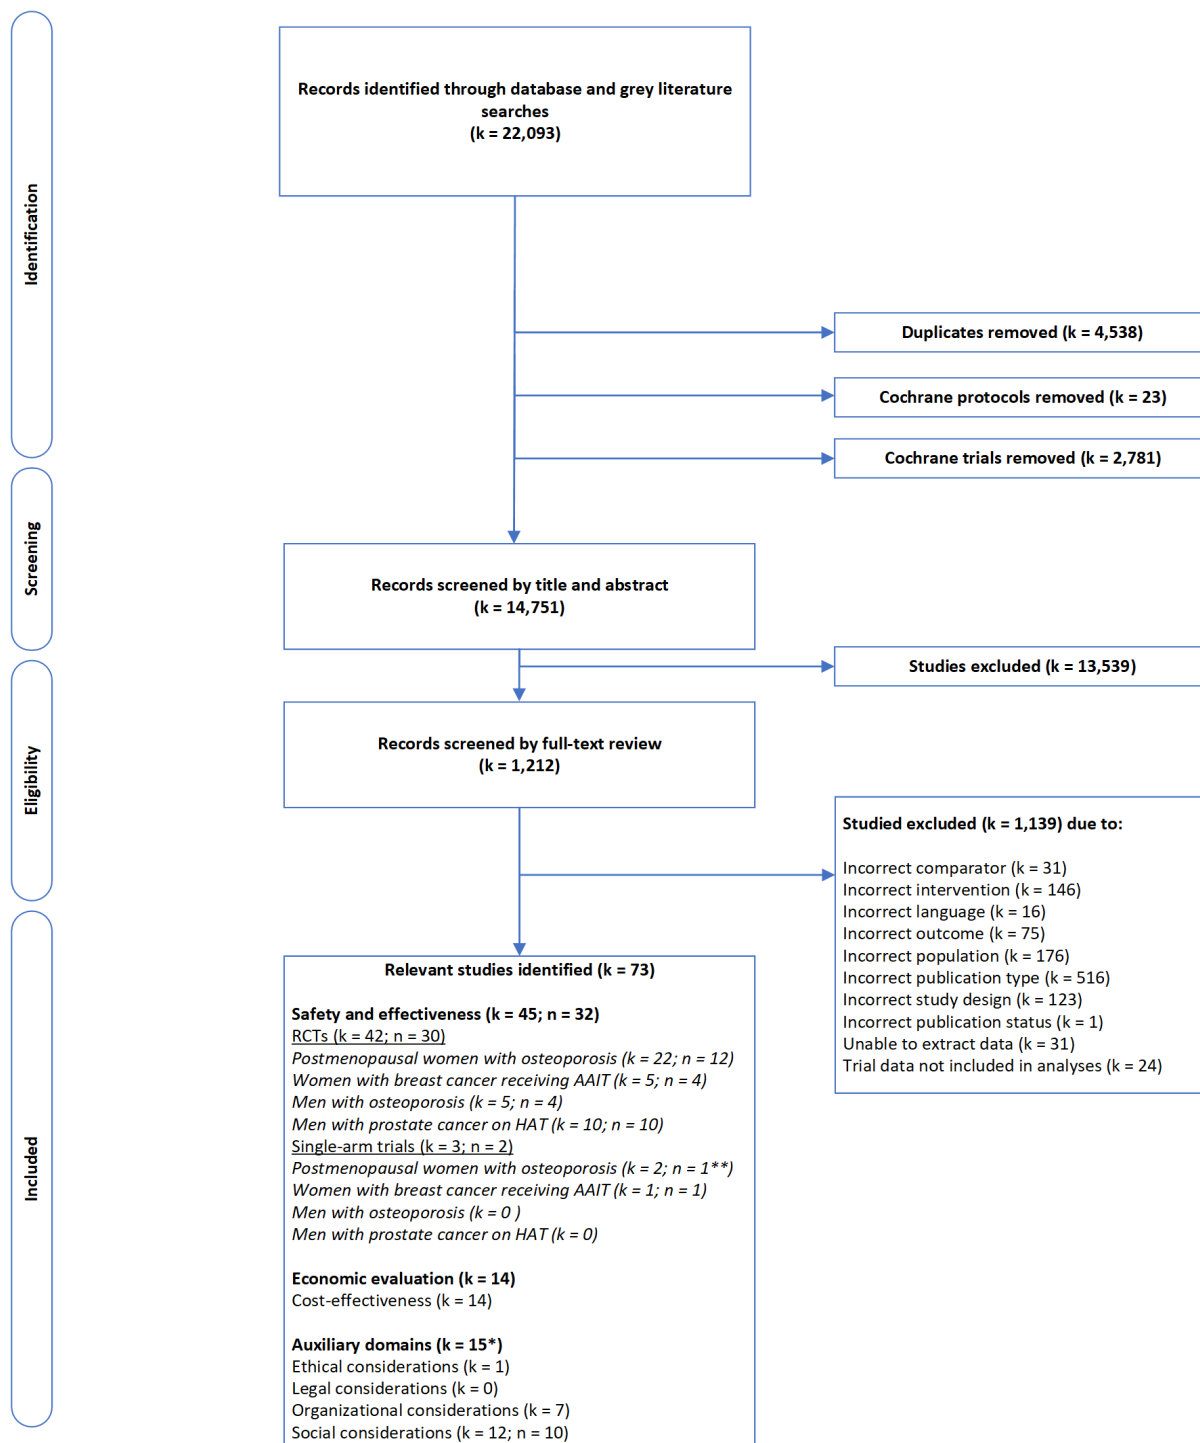 Identification
Records identified through database and grey literature
searches
(k = 22,093)
Duplicates removed (k = 4,538)
Cochrane protocols removed (k = 23)
Cochrane trials removed (k = 2,781)
Screening
Records screened by title and abstract
(k = 14,751)
Studies excluded (k = 13,539)
Eligibility
Records screened by full-text review
(k = 1,212)
Studied excluded (k = 1,139) due to:
Incorrect comparator (k = 31)
Incorrect intervention (k = 146)
Incorrect language (k = 16)
Incorrect outcome (k = 75)
Incorrect population (k = 176)
Incorrect publication type (k = 516)
Incorrect study design (k = 123)
Incorrect publication status (k = 1)
Unable to extract data (k = 31)
Trial data not included in analyses (k = 24)
Included
Relevant studies identified (k = 73)
Safety and effectiveness (k = 45; n = 32)
RCTs (k = 42; n = 30)
Postmenopausal women with osteoporosis (k = 22; n = 12)
Women with breast cancer receiving AAIT (k = 5; n = 4)
Men with osteoporosis (k = 5; n = 4)
Men with prostate cancer on HAT (k = 10; n = 10)
Single-arm trials (k = 3; n = 2)
Postmenopausal women with osteoporosis (k = 2; n = 1**)
Women with breast cancer receiving AAIT (k = 1; n = 1)
Men with osteoporosis (k = 0 )
Men with prostate cancer on HAT (k = 0)
Economic evaluation (k = 14)
Cost-effectiveness (k = 14)
Auxiliary domains (k = 15*)
Ethical considerations (k = 1)
Legal considerations (k = 0)
Organizational considerations (k = 7)
Social considerations (k = 12; n = 10)